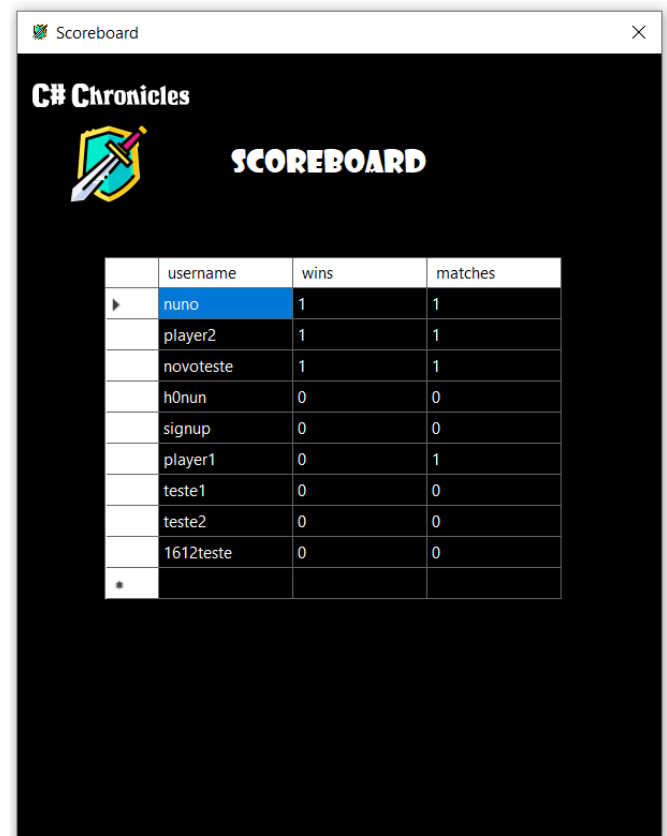 Scoreboard
C# Chronicles
SCOREBOARD
username wins matches
nuno 1 1
player2 1 1
novoteste 1 1
h0nun 0 0
signup 0 0
player1 0 1
teste1 0 0
teste2 0 0
1612teste 0 0